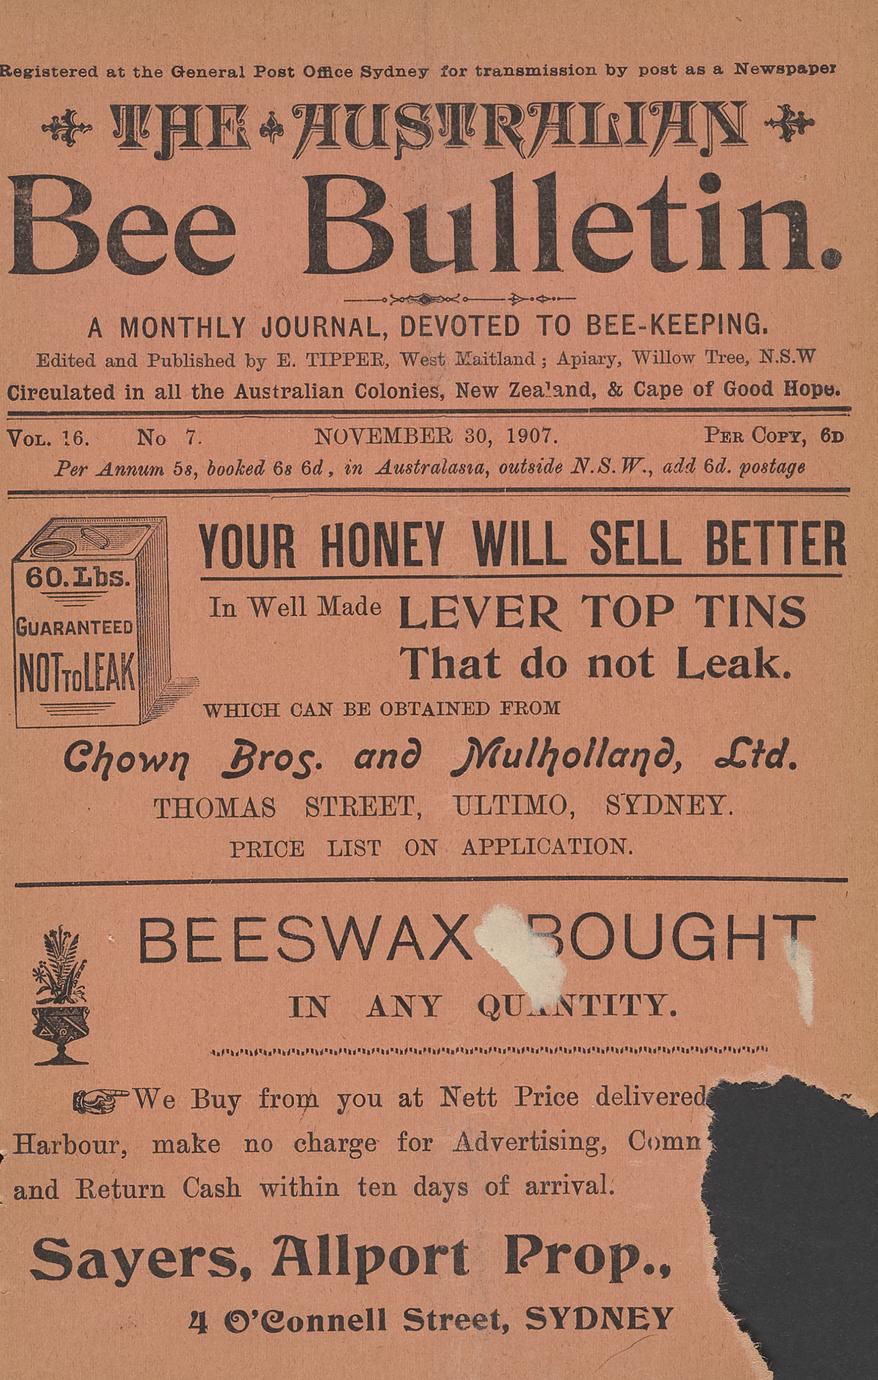 Registered at the General Post Office Sydney for transmission by post as a Newspaper
THE AUSTRALIAN
Bee Bulletin.
A MONTHLY JOURNAL, DEVOTED TO BEE-KEEPING.
Edited and Published by E. TIPPER, West Maitland ; Apiary, Willow Tree, N.S.W
Circulated in all the Australian Colonies, New Zealand, & Cape of Good Hope.
VOL. 16. No 7. NOVEMBER 30, 1907. PER COPY, 6D
Per Annum 5s, booked 6s 6d, in Australasia, outside N.S.W., add 6d. postage
60. Lbs.
GUARANTEED
NOT TO LEAK
YOUR HONEY WILL SELL BETTER
In Well Made LEVER TOP TINS
That do not Leak.
WHICH CAN BE OBTAINED FROM
Chown Bros. and Mulholland, Ltd.
THOMAS STREET, ULTIMO, SYDNEY.
PRICE LIST ON APPLICATION.
BEESWAX BOUGHT
IN ANY QUANTITY.
We Buy from you at Nett Price delivered
Harbour, make no charge for Advertising,
and Return Cash within ten days of arrival.
Sayers, Allport Prop.,
4 O'Connell Street, SYDNEY